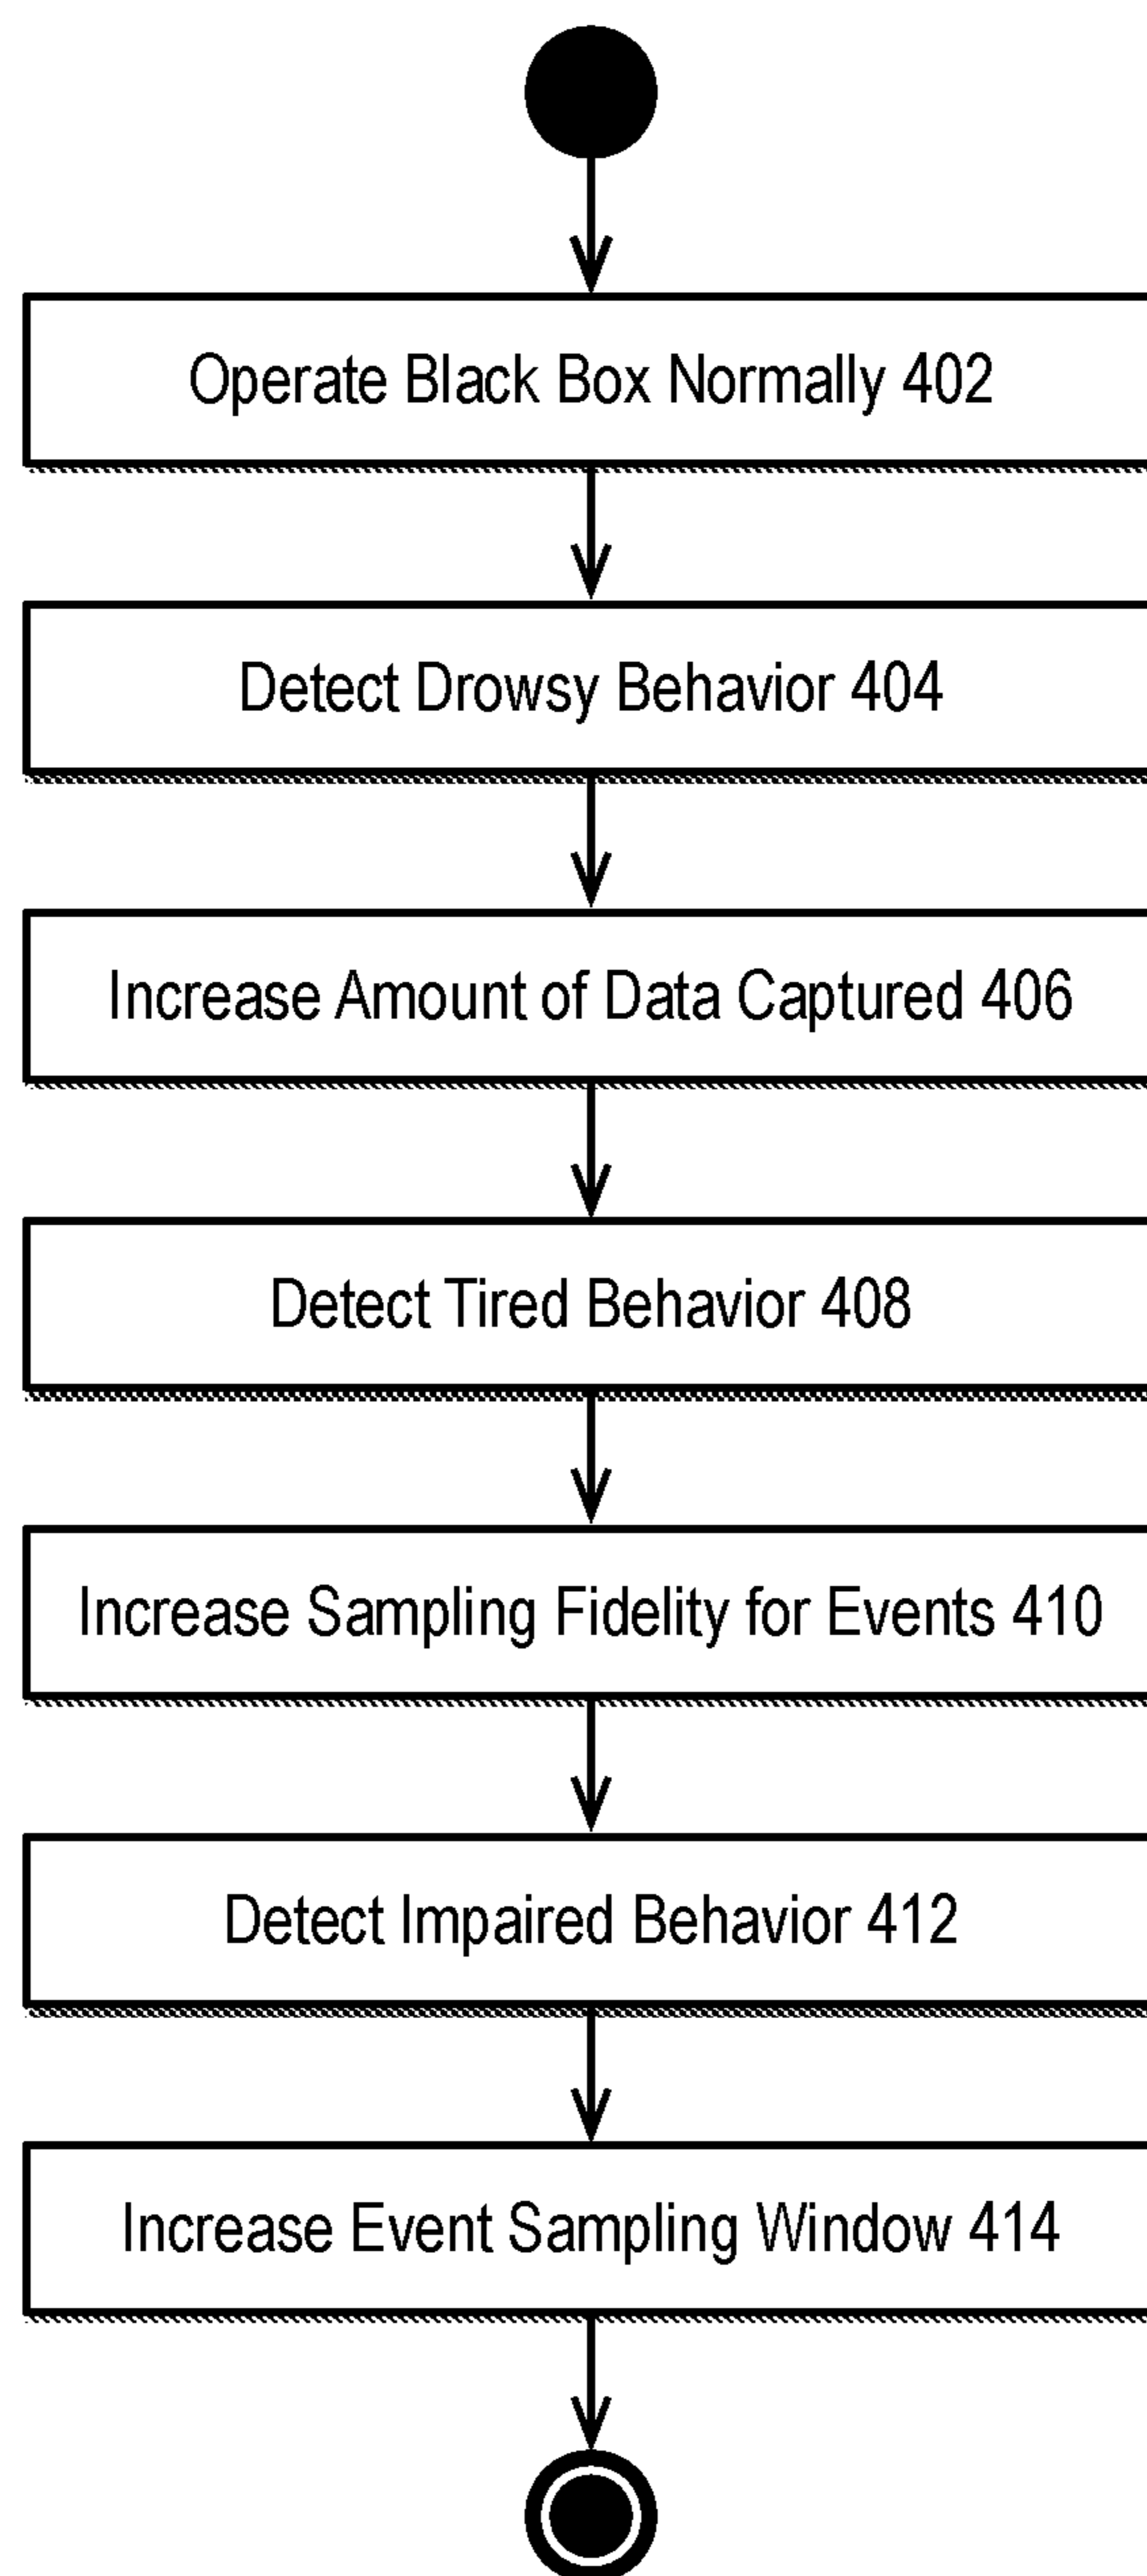 Operate Black Box Normally 402
Detect Drowsy Behavior 404
Increase Amount of Data Captured 406
Detect Tired Behavior 408
Increase Sampling Fidelity for Events 410
Detect Impaired Behavior 412
Increase Event Sampling Window 414